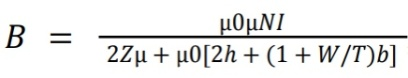 B = μ0μNI / 2Zμ + μ0[2h + (1 + W/T)b]